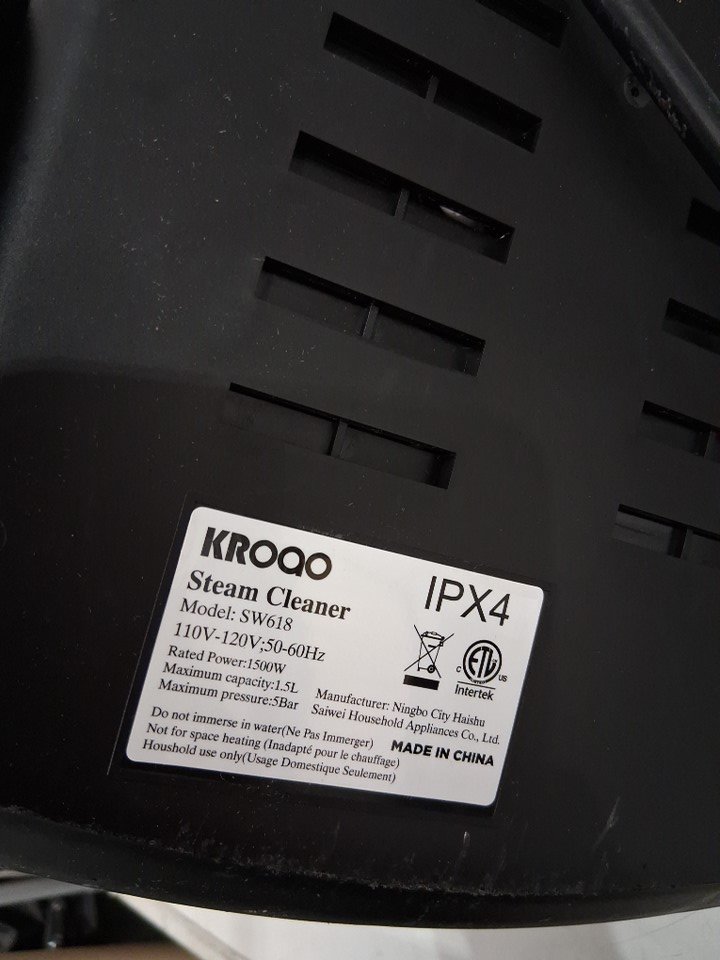 KROQO
IPX4
Steam Cleaner
Model: SW618
110V-120V;50-60Hz
Rated Power:1500W
Maximum capacity:1.5L
Maximum pressure:5Bar
C ETL US
Intertek
Manufacturer: Ningbo City Haishu
Saiwei Household Appliances Co., Ltd.
MADE IN CHINA
Do not immerse in water(Ne Pas Immerger)
Not for space heating (Inadapté pour le chauffage)
Houshold use only(Usage Domestique Seulement)